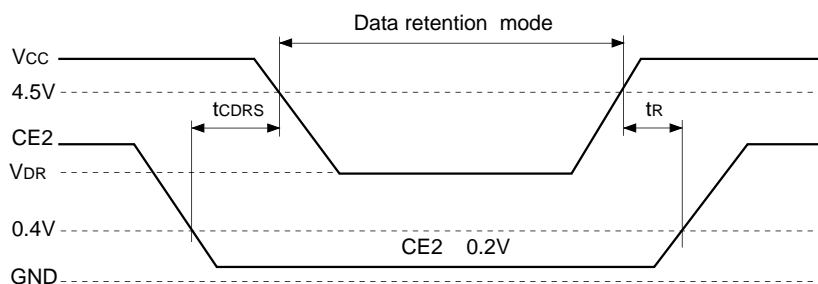 Data retention mode
VCC
4.5V
tCDRS
tR
CE2
VDR
0.4V
CE2 0.2V
GND